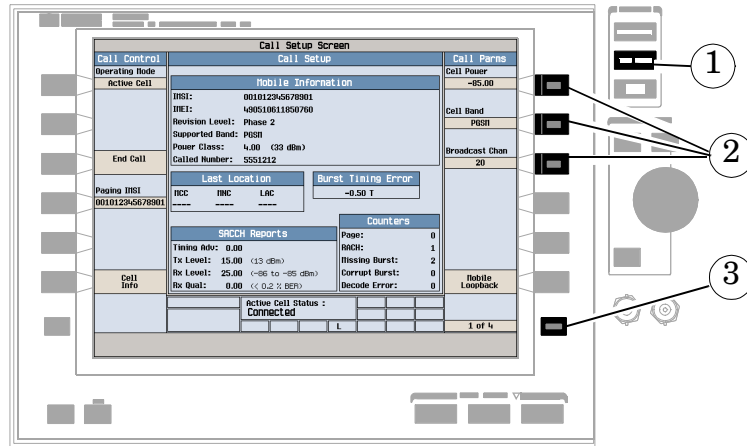 Call Setup Screen
Call Control
Call Setup
Call Parms
Operating Mode
Active Cell
End Call
Paging IMSI
001012345678901
Cell
Info
Mobile Information
IMSI: 001012345678901
IMEI: 490510611850760
Revision Level: Phase 2
Supported Band: PGSM
Power Class: 4.00 (33 dBm)
Called Number: 5551212
Last Location
MCC MNC LAC
---- ---- ----
Burst Timing Error
-0.50 T
SACCH Reports
Timing Adv: 0.00
Tx Level: 15.00 (13 dBm)
Rx Level: 25.00 (-86 to -85 dBm)
Rx Qual: 0.00 (< 0.2 % BER)
Counters
Page: 0
RACH: 1
Missing Burst: 2
Corrupt Burst: 0
Decode Error: 0
Active Cell Status :
Connected
L
Cell Power
-85.00
Cell Band
PGSM
Broadcast Chan
20
Mobile
Loopback
1 of 4
1
2
3